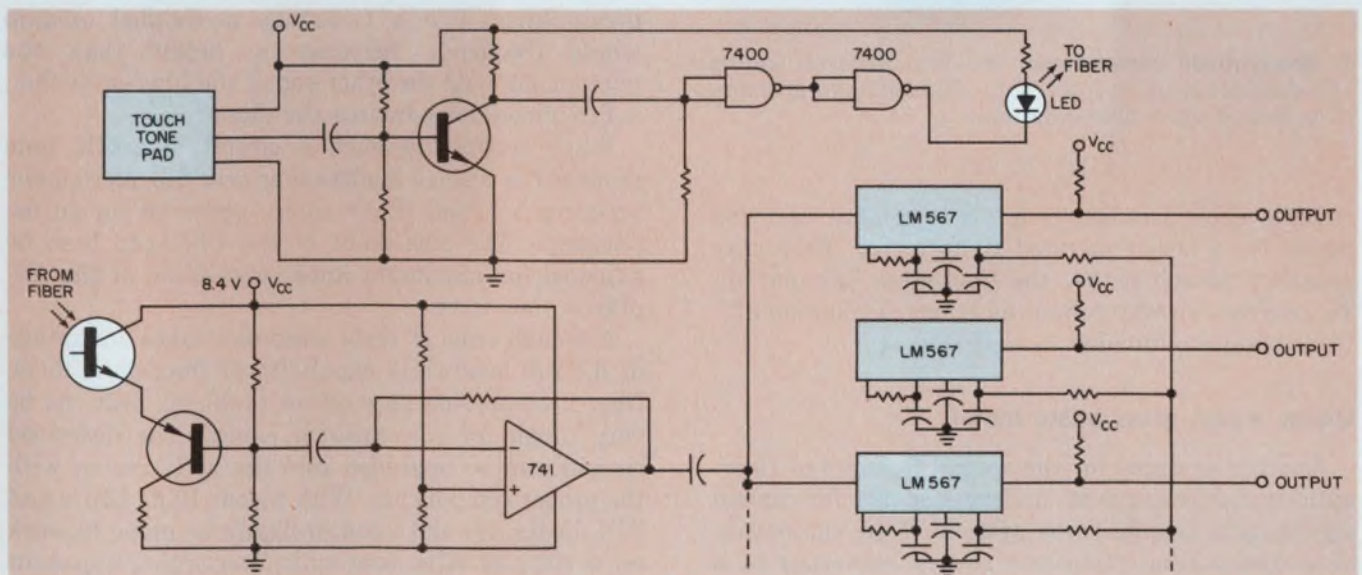 VCC
TOUCH
TONE
PAD
7400
7400
TO
FIBER
LED
VCC
LM567
OUTPUT
FROM
FIBER
8.4 V
VCC
VCC
LM567
OUTPUT
VCC
741
-
+
LM567
OUTPUT